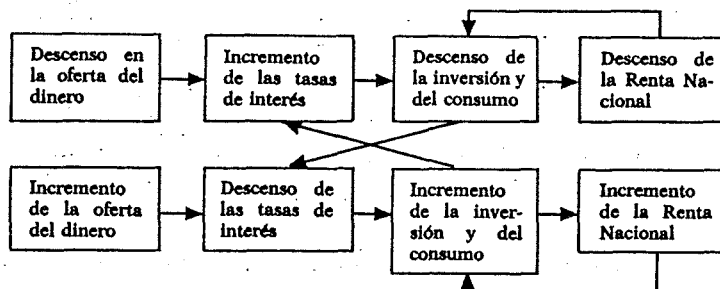 Descenso en
la oferta del
dinero
Incremento
de las tasas
de interés
Descenso de
la inversión y
del consumo
Descenso de
la Renta Na-
cional
Incremento
de la oferta
del dinero
Descenso de
las tasas de
interés
Incremento
de la inver-
sión y del
consumo
Incremento
de la Renta
Nacional